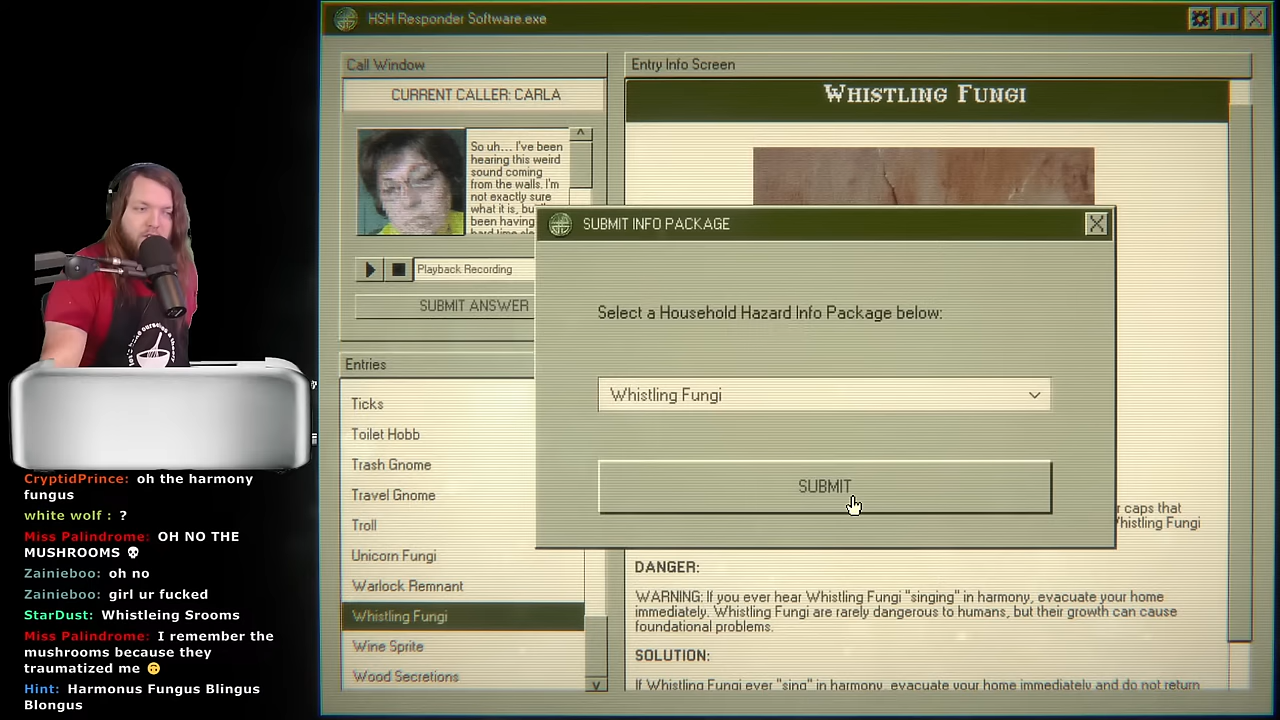 HSH Responder Software.exe
Call Window
CURRENT CALLER: CARLA
So uh... I've been
hearing this weird
sound coming
from the walls. I'm
not exactly sure
what it is, bu
been having
Playback Recording
SUBMIT ANSWER
Entries
Ticks
Toilet Hobb
Trash Gnome
Travel Gnome
Troll
Unicorn Fungi
Warlock Remnant
Whistling Fungi
Wine Sprite
Wood Secretions
Entry Info Screen
Whistling Fungi
SUBMIT INFO PACKAGE
Select a Household Hazard Info Package below:
Whistling Fungi
SUBMIT
r caps that
Whistling Fungi
DANGER:
WARNING: If you ever hear Whistling Fungi "singing" in harmony, evacuate your home
immediately. Whistling Fungi are rarely dangerous to humans, but their growth can cause
foundational problems.
SOLUTION:
If Whistling Fungi ever "sing" in harmony, evacuate your home immediately and do not return
CryptidPrince: oh the harmony
fungus
white wolf : ?
Miss Palindrome: OH NO THE
MUSHROOMS 💀
Zainieboo: oh no
Zainieboo: girl ur fucked
StarDust: Whistleing Srooms
Miss Palindrome: I remember the
mushrooms because they
traumatized me 🙃
Hint: Harmonus Fungus Blingus
Blongus